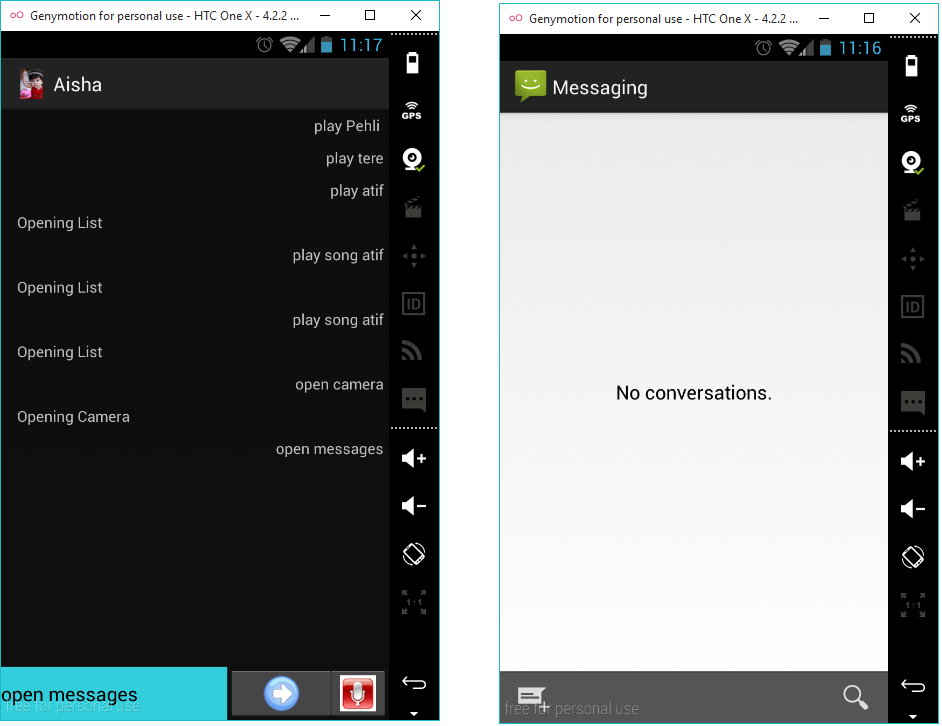 Genymotion for personal use - HTC One X - 4.2.2 ...
11:17
Aisha
play Pehli
play tere
play atif
Opening List
play song atif
Opening List
play song atif
Opening List
open camera
Opening Camera
open messages
open messages
free for personal use
GPS
ID
1:1
Genymotion for personal use - HTC One X - 4.2.2 ...
11:16
Messaging
No conversations.
free for personal use
GPS
ID
1:1